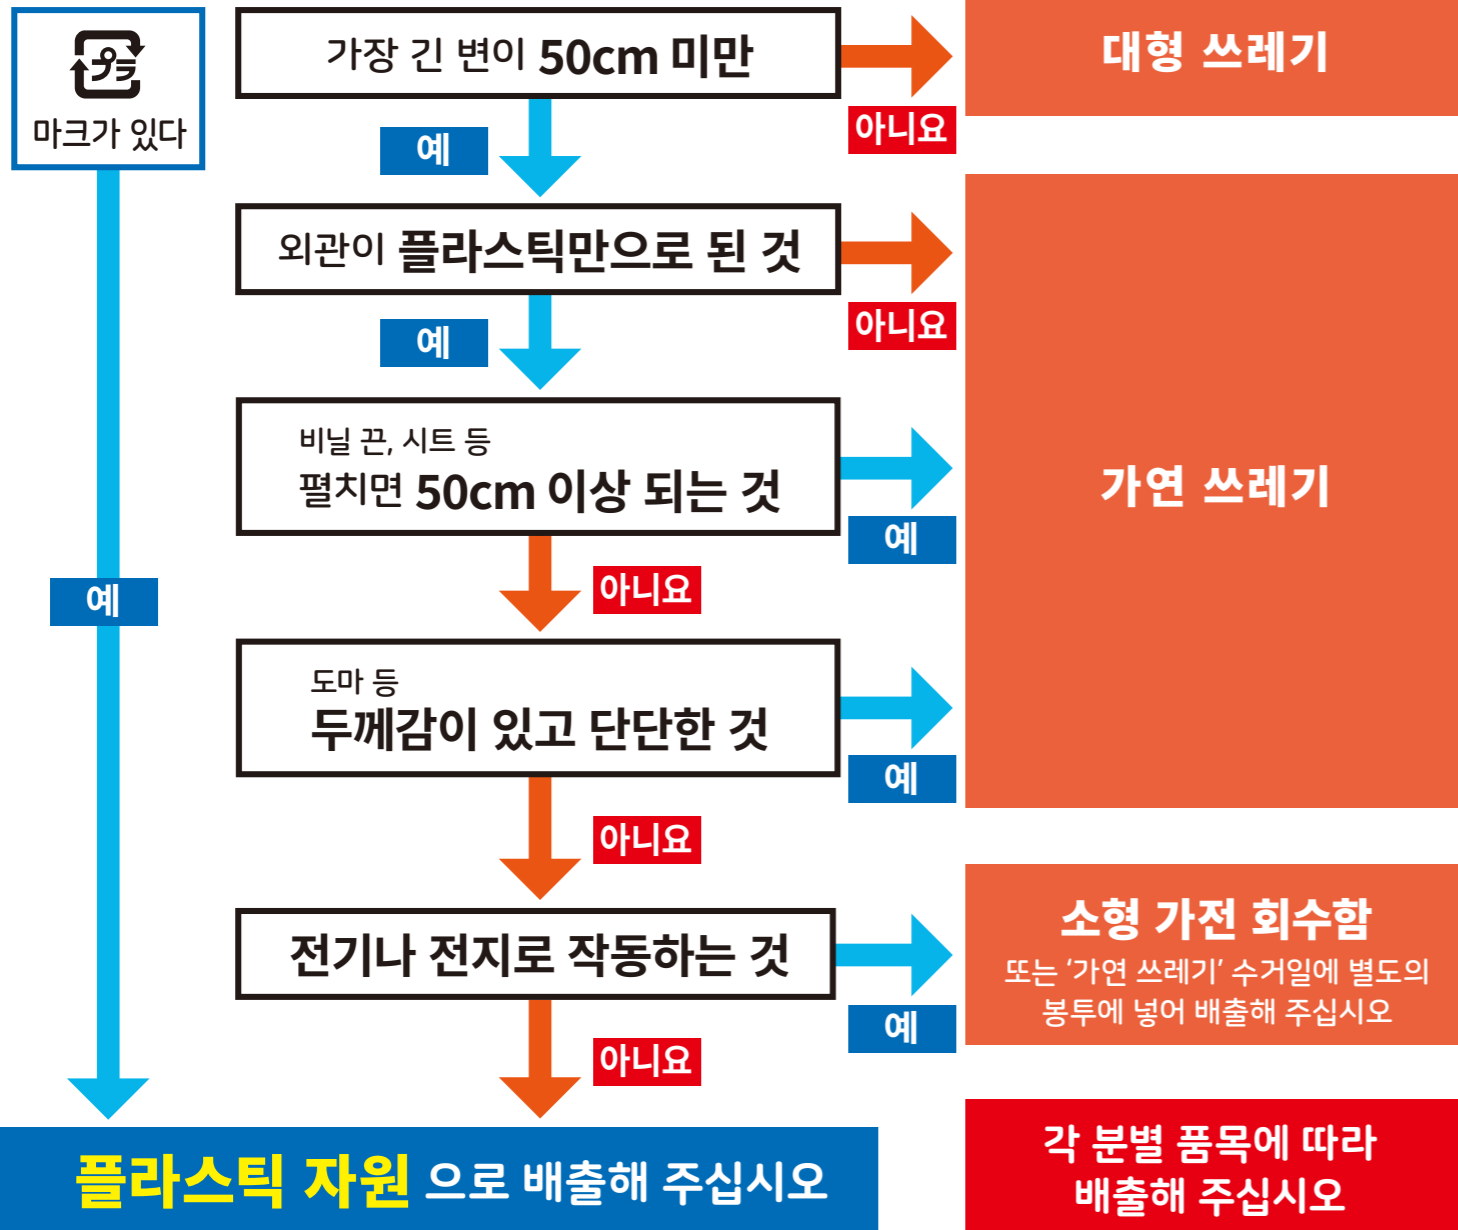 プラ
마크가 있다
가장 긴 변이 50cm 미만
아니요
대형 쓰레기
예
외관이 플라스틱만으로 된 것
아니요
예
비닐 끈, 시트 등
펼치면 50cm 이상 되는 것
예
가연 쓰레기
아니요
예
도마 등
두께감이 있고 단단한 것
예
아니요
전기나 전지로 작동하는 것
예
소형 가전 회수함
또는 ‘가연 쓰레기’ 수거일에 별도의
봉투에 넣어 배출해 주십시오
아니요
플라스틱 자원 으로 배출해 주십시오
각 분별 품목에 따라
배출해 주십시오